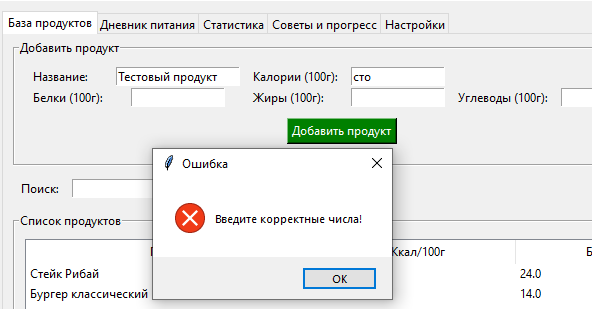 База продуктов Дневник питания Статистика Советы и прогресс Настройки
Добавить продукт
Название: Тестовый продукт Калории (100г): сто
Белки (100г): Жиры (100г): Углеводы (100г):
Добавить продукт
Ошибка
Поиск:
Введите корректные числа!
Список продуктов
Ккал/100г
Стейк Рибай 24.0
OK
Бургер классический 14.0